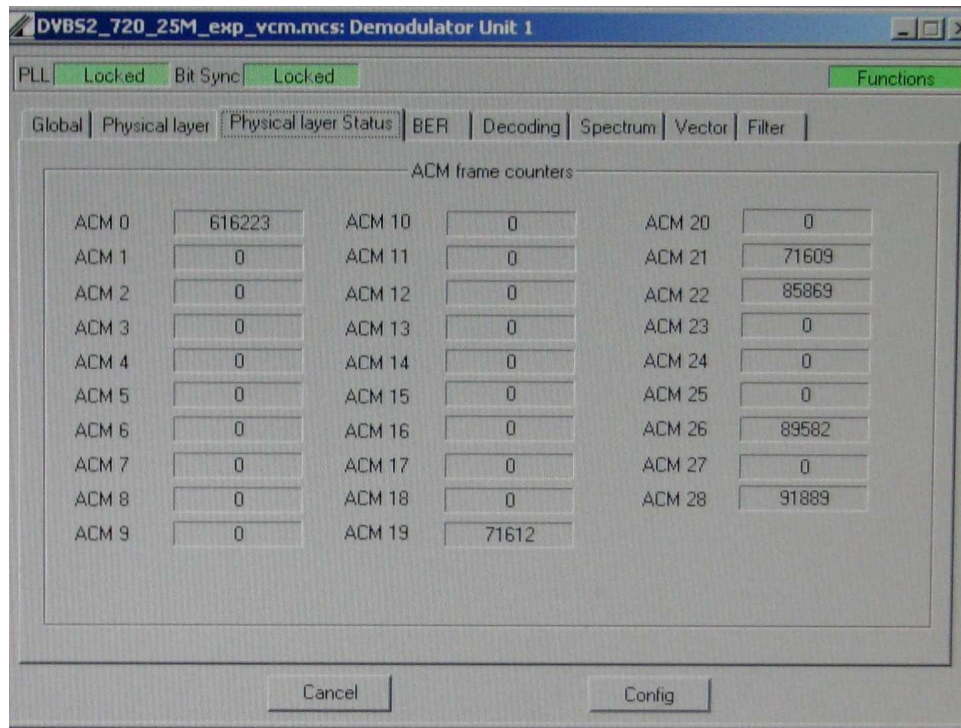 DVBS2_720_25M_exp_vcm.mcs: Demodulator Unit 1
PLL Locked Bit Sync Locked Functions
Global Physical layer Physical layer Status BER Decoding Spectrum Vector Filter
ACM frame counters
ACM 0 616223 ACM 10 0 ACM 20 0
ACM 1 0 ACM 11 0 ACM 21 71609
ACM 2 0 ACM 12 0 ACM 22 85869
ACM 3 0 ACM 13 0 ACM 23 0
ACM 4 0 ACM 14 0 ACM 24 0
ACM 5 0 ACM 15 0 ACM 25 0
ACM 6 0 ACM 16 0 ACM 26 89582
ACM 7 0 ACM 17 0 ACM 27 0
ACM 8 0 ACM 18 0 ACM 28 91889
ACM 9 0 ACM 19 71612
Cancel Config